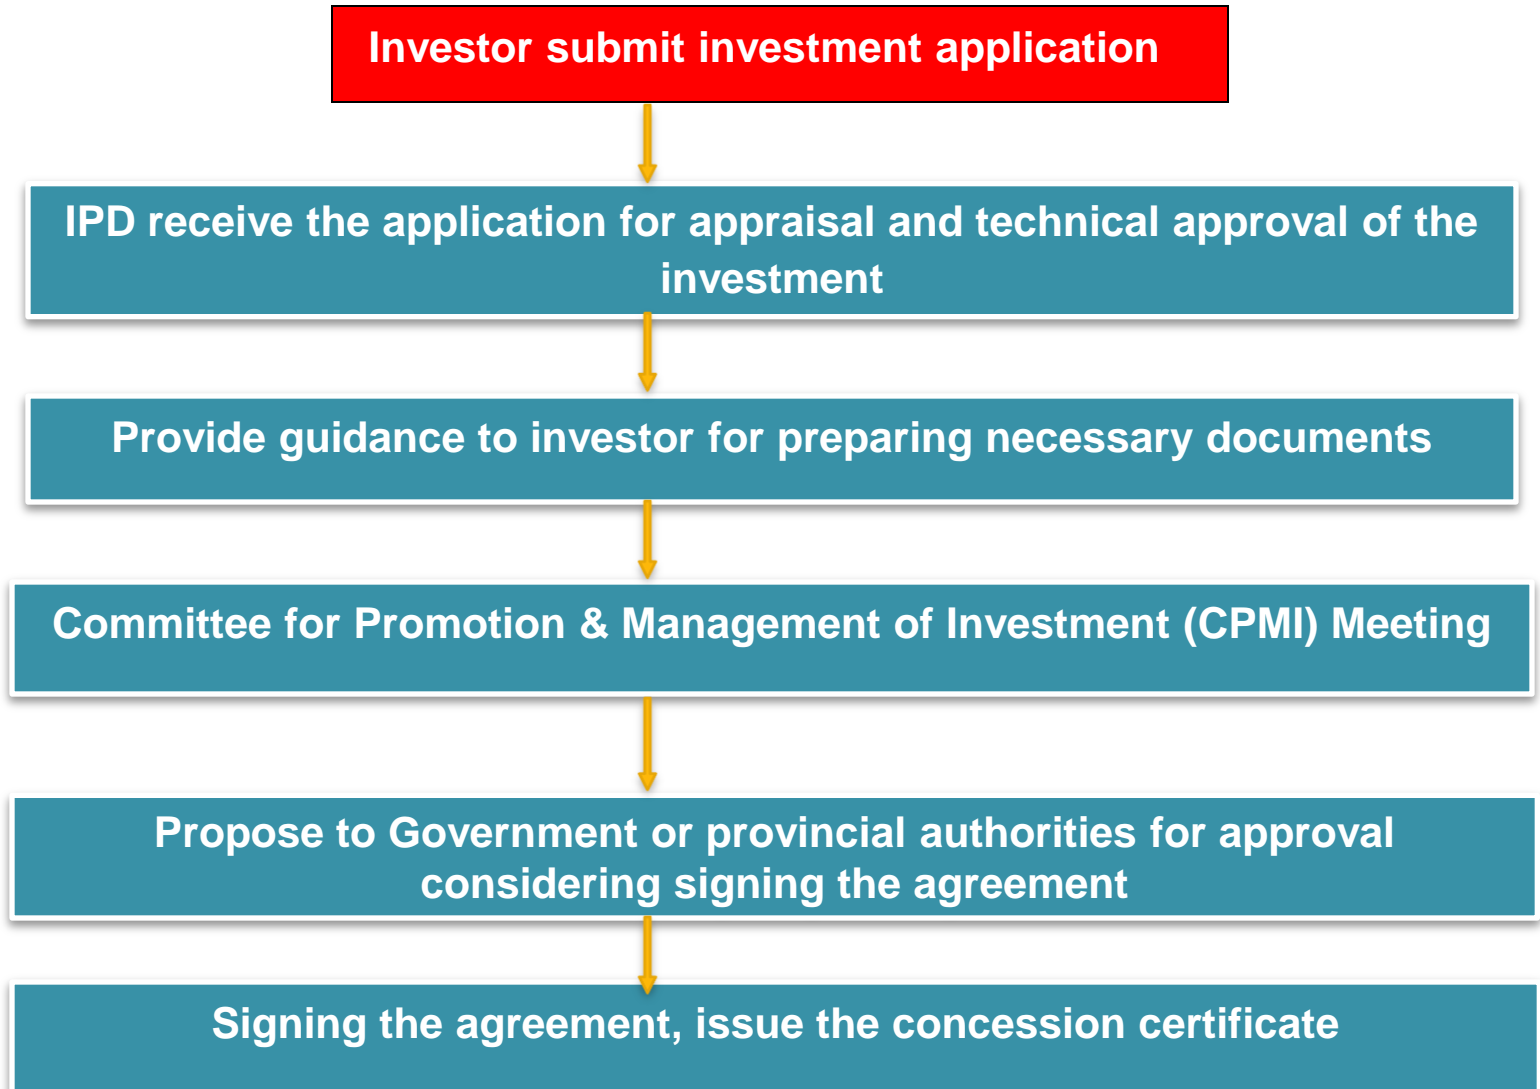 Investor submit investment application
IPD receive the application for appraisal and technical approval of the
investment
Provide guidance to investor for preparing necessary documents
Committee for Promotion & Management of Investment (CPMI) Meeting
Propose to Government or provincial authorities for approval
considering signing the agreement
Signing the agreement, issue the concession certificate